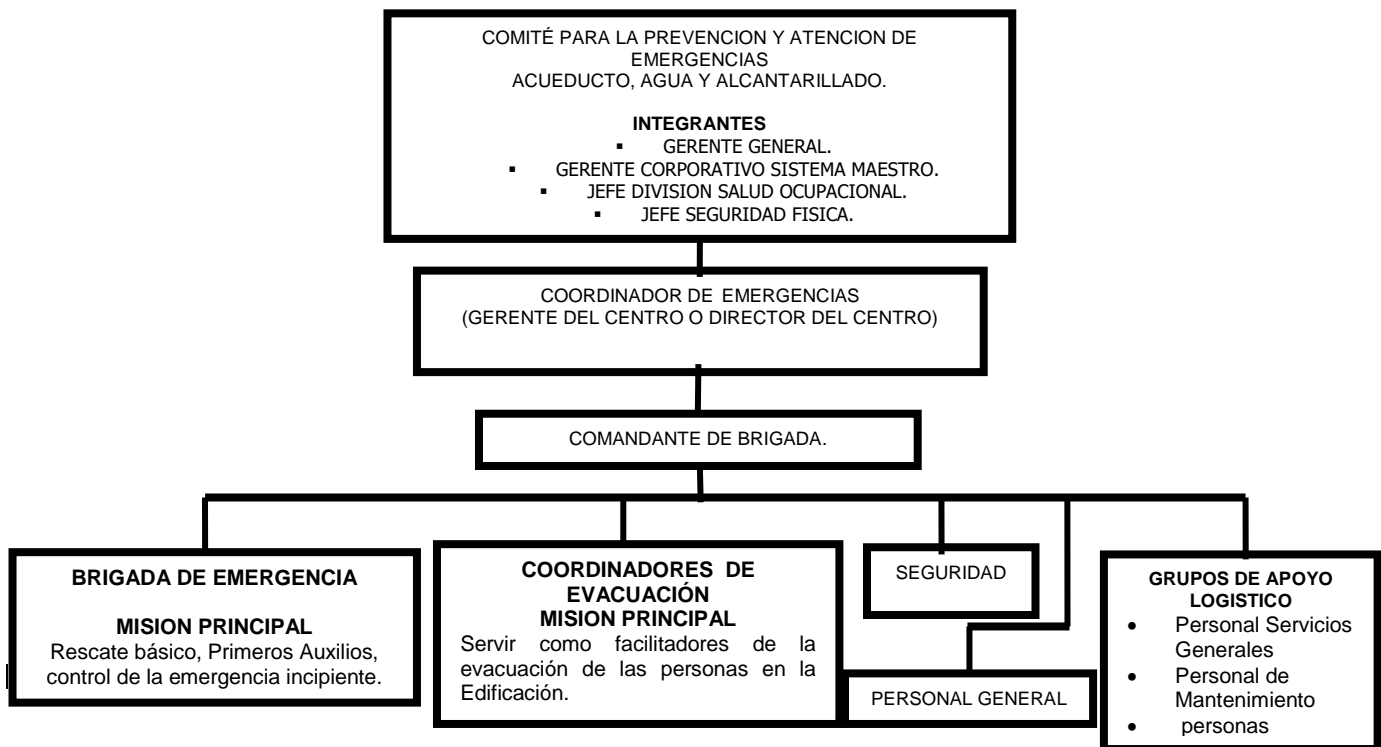 COMITÉ PARA LA PREVENCION Y ATENCION DE
EMERGENCIAS
ACUEDUCTO, AGUA Y ALCANTARILLADO.
INTEGRANTES
▪ GERENTE GENERAL.
▪ GERENTE CORPORATIVO SISTEMA MAESTRO.
▪ JEFE DIVISION SALUD OCUPACIONAL.
▪ JEFE SEGURIDAD FISICA.
COORDINADOR DE EMERGENCIAS
(GERENTE DEL CENTRO O DIRECTOR DEL CENTRO)
COMANDANTE DE BRIGADA.
BRIGADA DE EMERGENCIA
MISION PRINCIPAL
Rescate básico, Primeros Auxilios,
control de la emergencia incipiente.
COORDINADORES DE
EVACUACIÓN
MISION PRINCIPAL
Servir como facilitadores de la
evacuación de las personas en la
Edificación.
SEGURIDAD
PERSONAL GENERAL
GRUPOS DE APOYO
LOGISTICO
• Personal Servicios
Generales
• Personal de
Mantenimiento
• personas